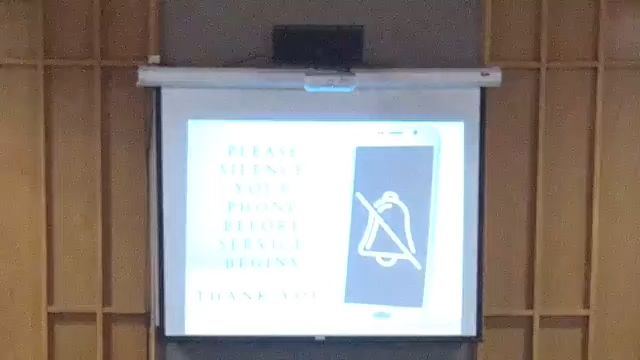 PLEASE
SILENCE
YOUR
PHONE
BEFORE
SERVICE
BEGINS
THANK YOU